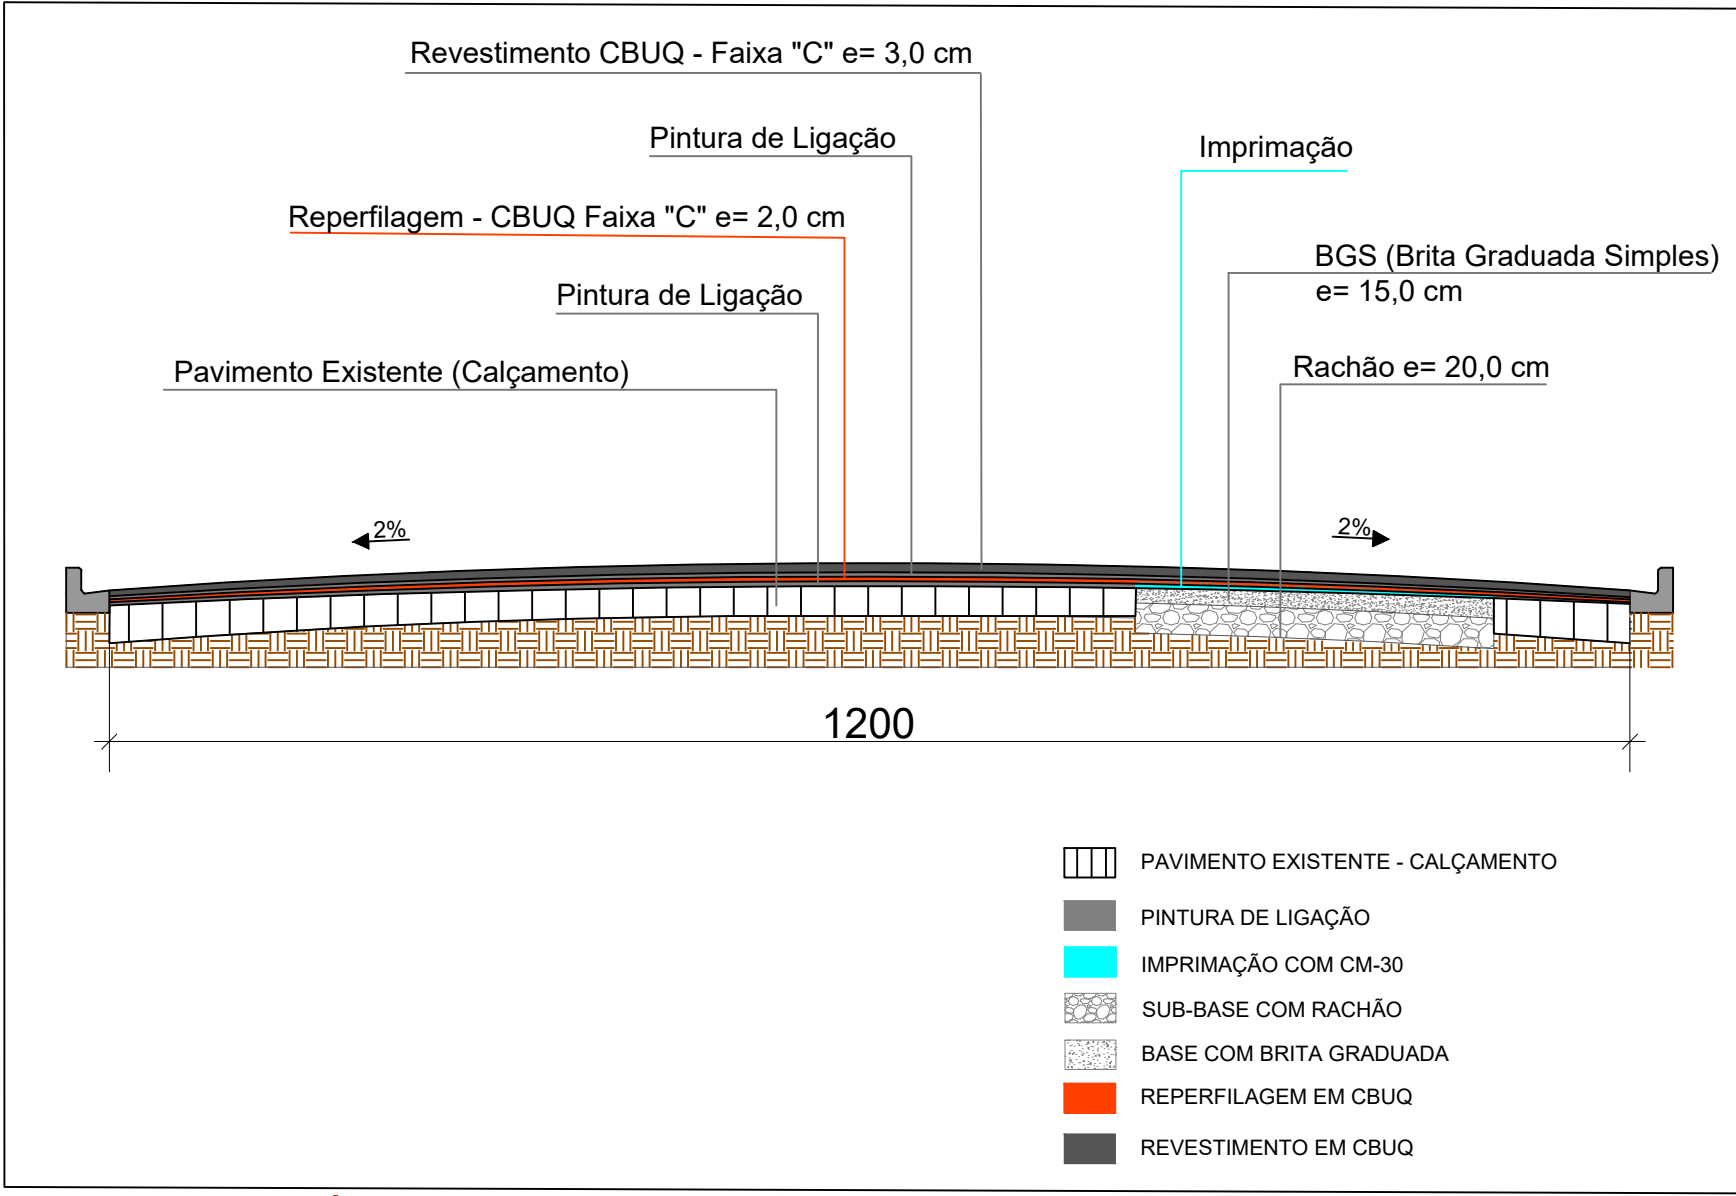 Revestimento CBUQ - Faixa "C" e= 3,0 cm
Pintura de Ligação
Imprimação
Reperfilagem - CBUQ Faixa "C" e= 2,0 cm
BGS (Brita Graduada Simples)
e= 15,0 cm
Pintura de Ligação
Pavimento Existente (Calçamento)
Rachão e= 20,0 cm
2%
2%
1200
PAVIMENTO EXISTENTE - CALÇAMENTO
PINTURA DE LIGAÇÃO
IMPRIMAÇÃO COM CM-30
SUB-BASE COM RACHÃO
BASE COM BRITA GRADUADA
REPERFILAGEM EM CBUQ
REVESTIMENTO EM CBUQ